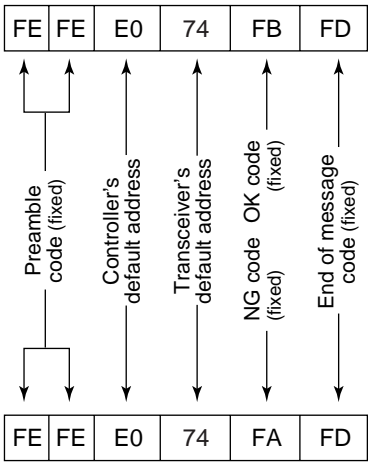 FE FE E0 74 FB FD
Preamble
code (fixed)
Controller's
default address
Transceiver's
default address
OK code
(fixed)
NG code
(fixed)
End of message
code (fixed)
FE FE E0 74 FA FD